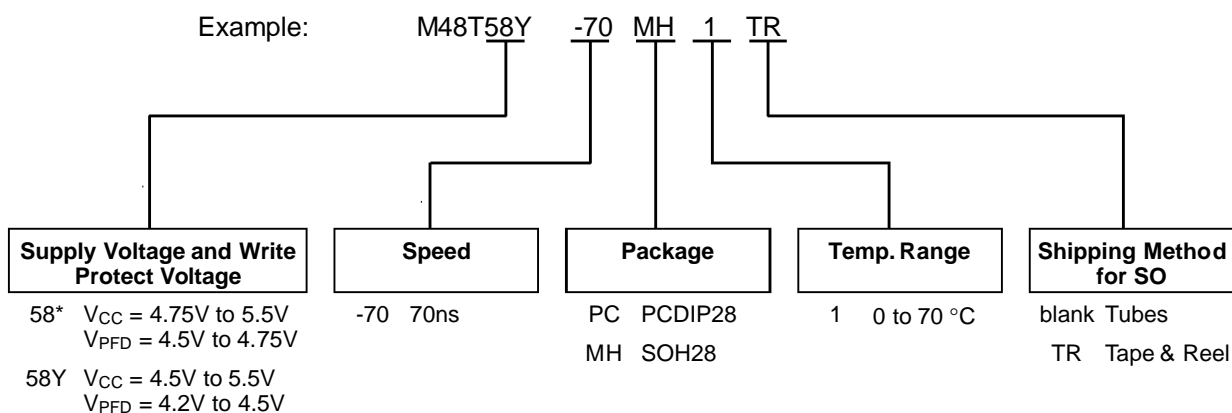 Example: M48T58Y -70 MH 1 TR
Supply Voltage and Write
Protect Voltage
58* VCC = 4.75V to 5.5V
VPFD = 4.5V to 4.75V
58Y VCC = 4.5V to 5.5V
VPFD = 4.2V to 4.5V
Speed
-70 70ns
Package
PC PCDIP28
MH SOH28
Temp. Range
1 0 to 70 °C
Shipping Method
for SO
blank Tubes
TR Tape & Reel